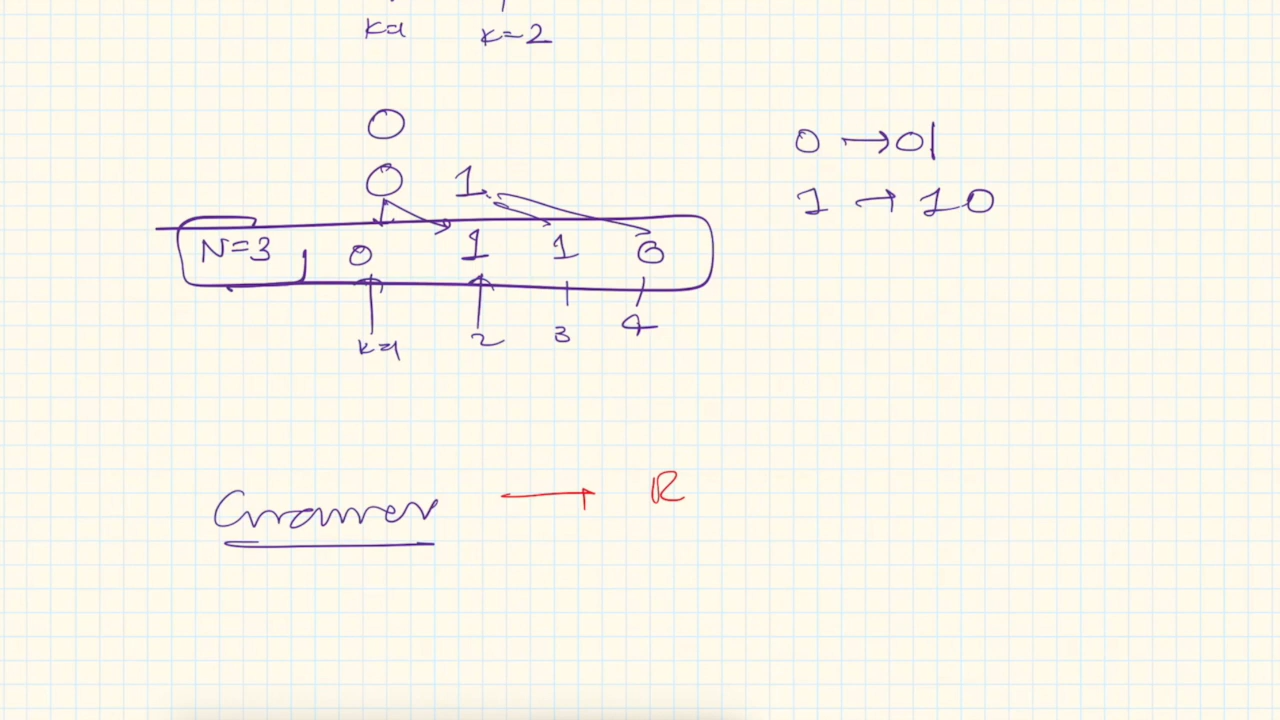 k=1 k=2
0
0 → 01
0 1
1 → 10
N=3 0 1 1 0
k=1 2 3 4
Grammer → R